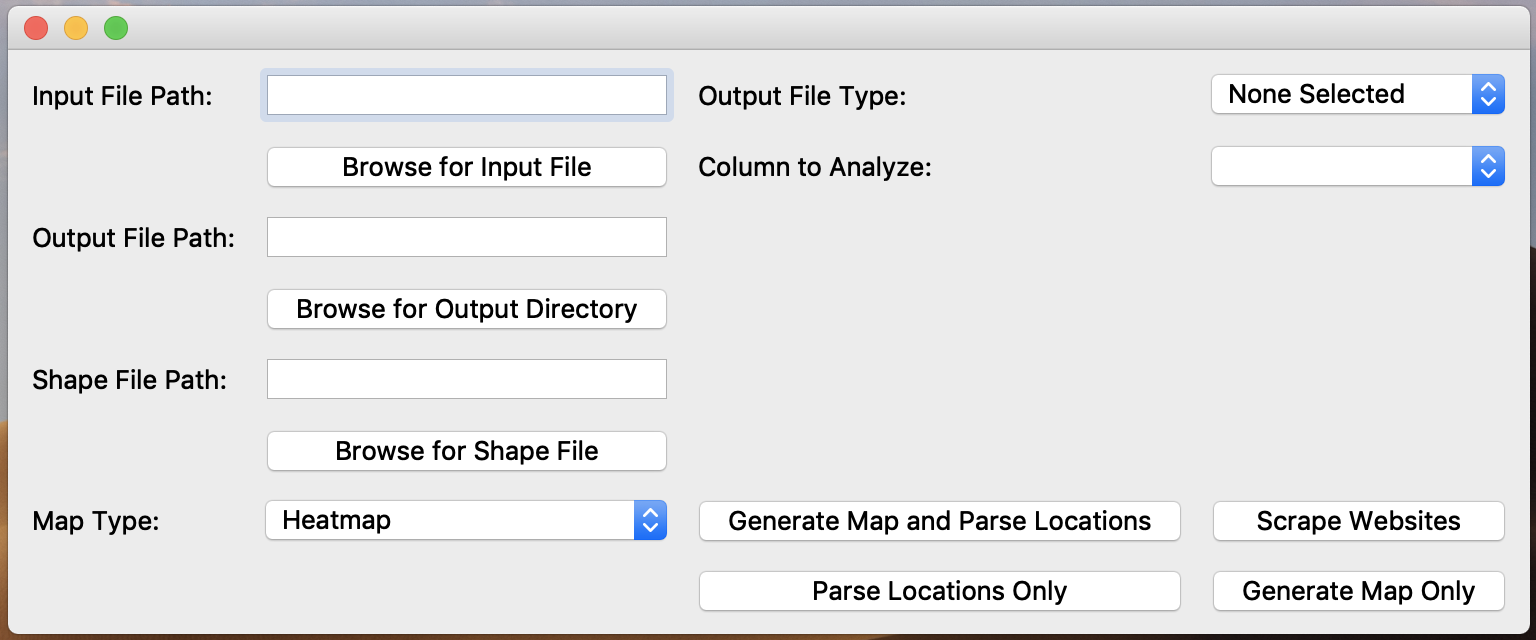 Input File Path:
Output File Type:
None Selected
Browse for Input File
Column to Analyze:
Output File Path:
Browse for Output Directory
Shape File Path:
Browse for Shape File
Map Type:
Heatmap
Generate Map and Parse Locations
Scrape Websites
Parse Locations Only
Generate Map Only